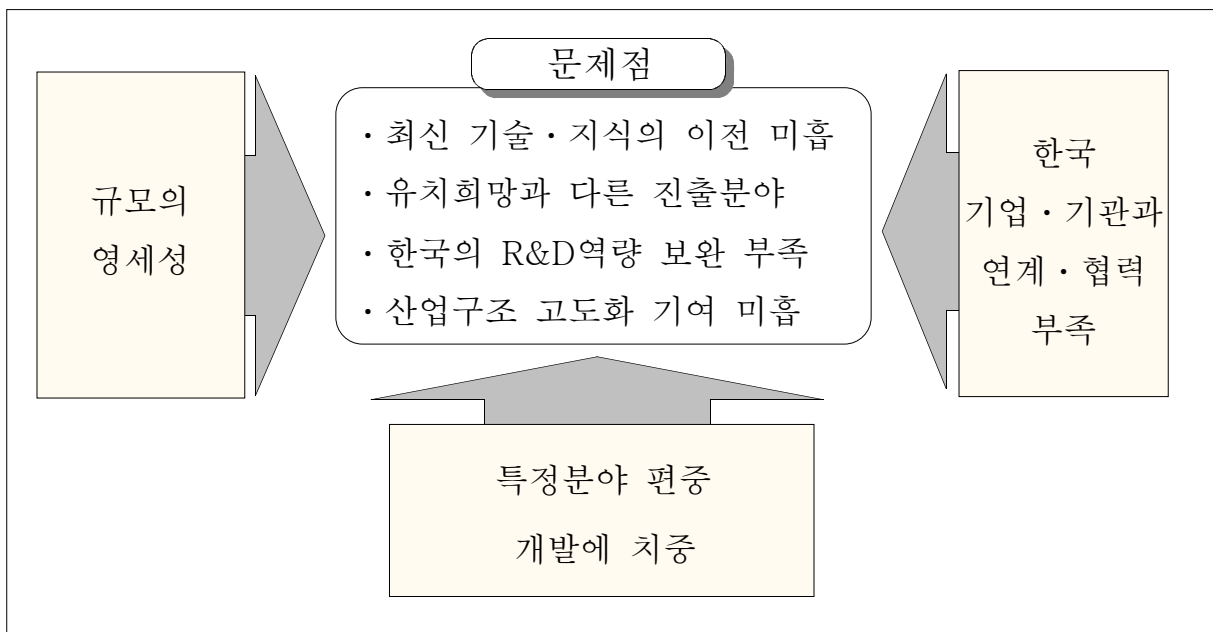 문제점
· 최신 기술·지식의 이전 미흡
· 유치희망과 다른 진출분야
· 한국의 R&D역량 보완 부족
· 산업구조 고도화 기여 미흡
규모의
영세성
한국
기업·기관과
연계·협력
부족
특정분야 편중
개발에 치중